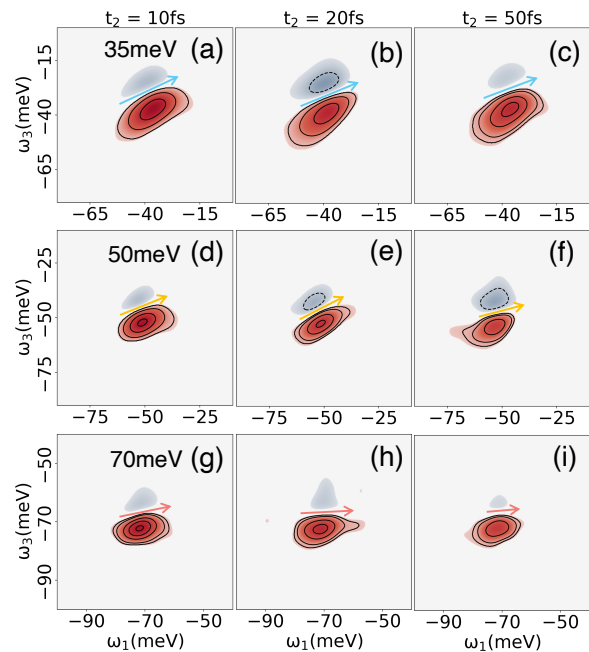 t₂ = 10fs t₂ = 20fs t₂ = 50fs
35meV (a) (b) (c)
ω₃(meV)
−15
−40
−65
−65 −40 −15 −65 −40 −15 −65 −40 −15
50meV (d) (e) (f)
ω₃(meV)
−25
−50
−75
−75 −50 −25 −75 −50 −25 −75 −50 −25
70meV (g) (h) (i)
ω₃(meV)
−50
−70
−90
−90 −70 −50 −90 −70 −50 −90 −70 −50
ω₁(meV) ω₁(meV) ω₁(meV)